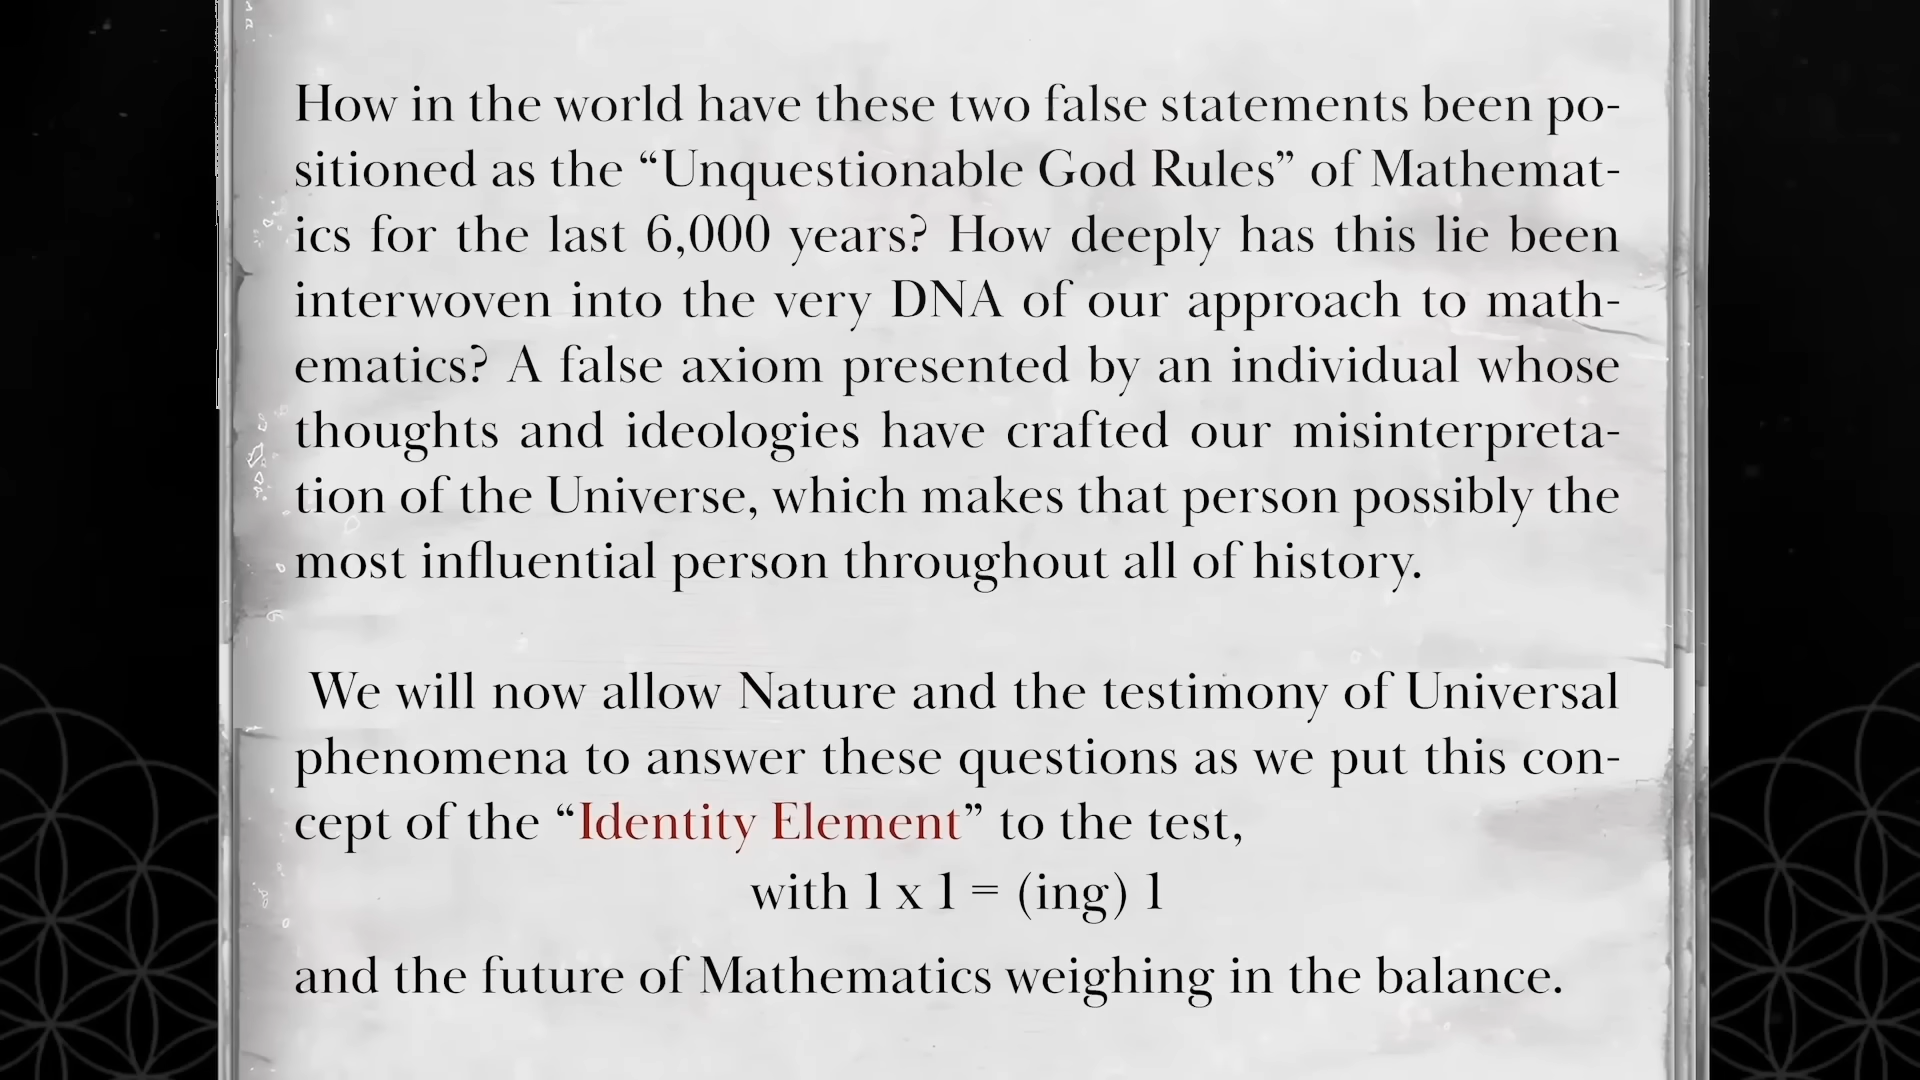 How in the world have these two false statements been po-
sitioned as the “Unquestionable God Rules” of Mathemat-
ics for the last 6,000 years? How deeply has this lie been
interwoven into the very DNA of our approach to math-
ematics? A false axiom presented by an individual whose
thoughts and ideologies have crafted our misinterpreta-
tion of the Universe, which makes that person possibly the
most influential person throughout all of history.
We will now allow Nature and the testimony of Universal
phenomena to answer these questions as we put this con-
cept of the “Identity Element” to the test,
with 1 x 1 = (ing) 1
and the future of Mathematics weighing in the balance.